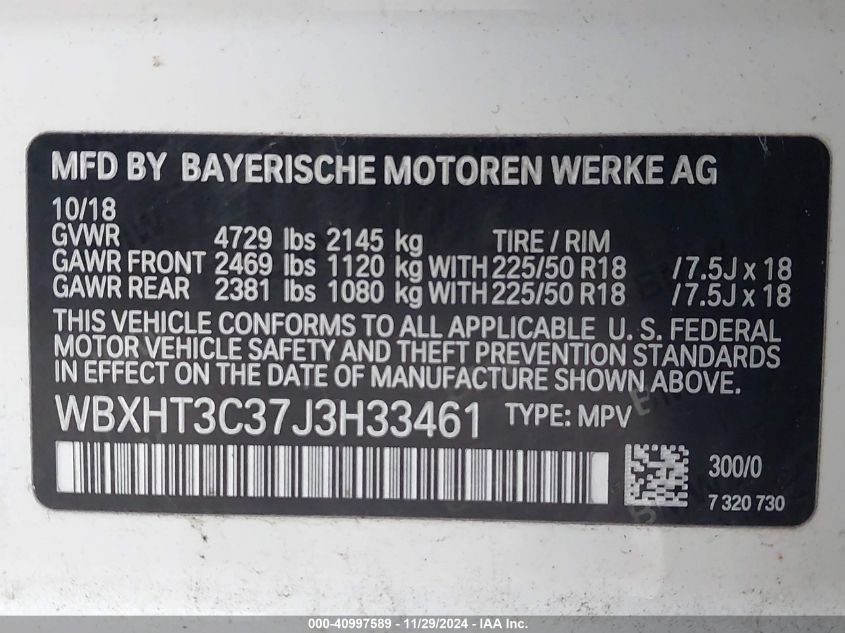 MFD BY BAYERISCHE MOTOREN WERKE AG
10/18
GVWR 4729 lbs 2145 kg TIRE / RIM
GAWR FRONT 2469 lbs 1120 kg WITH 225/50 R18 / 7.5J x 18
GAWR REAR 2381 lbs 1080 kg WITH 225/50 R18 / 7.5J x 18
THIS VEHICLE CONFORMS TO ALL APPLICABLE U. S. FEDERAL
MOTOR VEHICLE SAFETY AND THEFT PREVENTION STANDARDS
IN EFFECT ON THE DATE OF MANUFACTURE SHOWN ABOVE.
WBXHT3C37J3H33461 TYPE: MPV
300/0
7 320 730
000-40997589 - 11/29/2024 - IAA Inc.